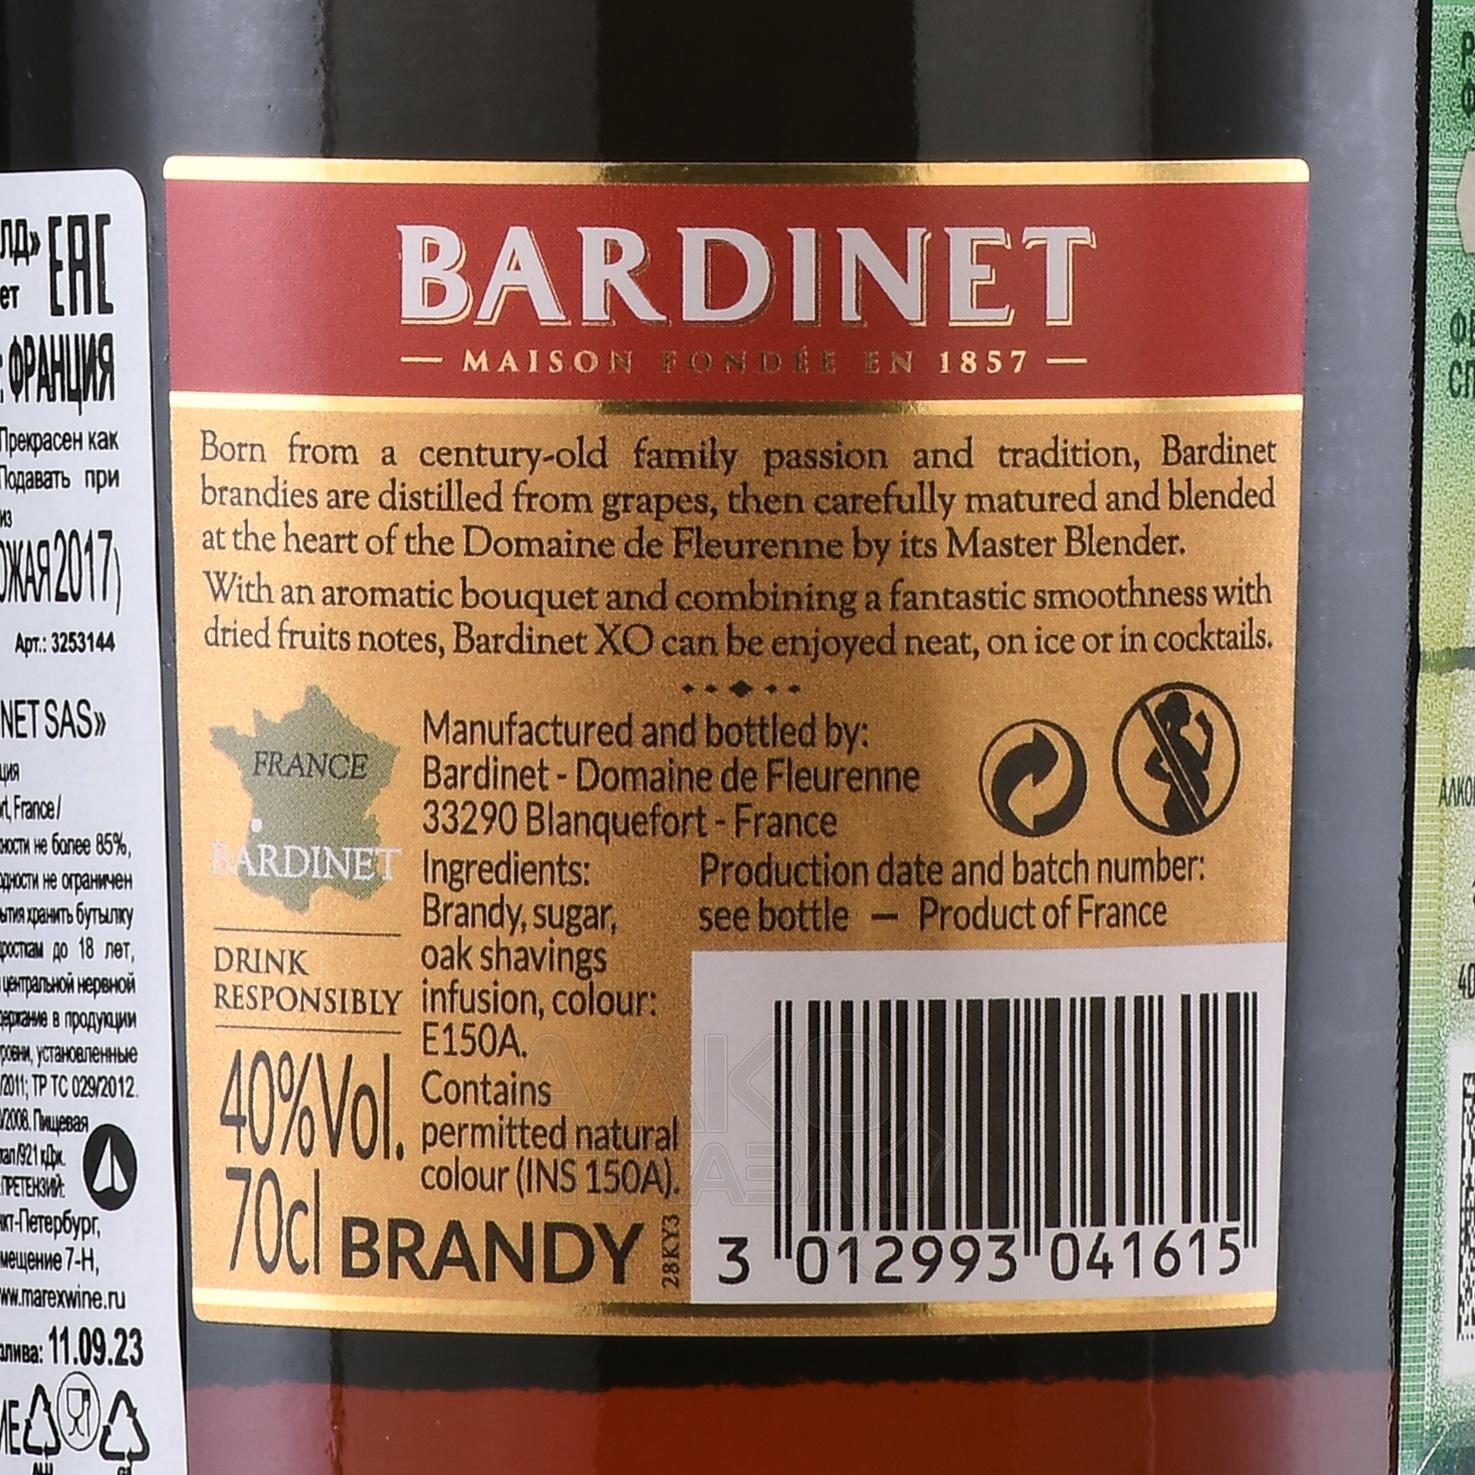 BARDINET
MAISON FONDÉE EN 1857
Born from a century-old family passion and tradition, Bardinet
brandies are distilled from grapes, then carefully matured and blended
at the heart of the Domaine de Fleurenne by its Master Blender.
With an aromatic bouquet and combining a fantastic smoothness with
dried fruits notes, Bardinet XO can be enjoyed neat, on ice or in cocktails.
FRANCE
BARDINET
DRINK
RESPONSIBLY
40%Vol.
70cl
Manufactured and bottled by:
Bardinet - Domaine de Fleurenne
33290 Blanquefort - France
Ingredients:
Brandy, sugar,
oak shavings
infusion, colour:
E150A.
Contains
permitted natural
colour (INS 150A).
BRANDY
28KY3
Production date and batch number:
see bottle — Product of France
3 012993 041615
ЕАС
ФРАНЦИЯ
Прекрасен как
Подавать при
из
2017)
Арт.: 3253144
SAS»
France/
не более 85%,
не ограничен
хранить бутылку
до 18 лет,
центральной нервной
в продукции
установленные
ТР ТС 029/2012.
Пищевая
7-Н,
www.marexwine.ru
11.09.23
АЛКО
ПЛАЗА